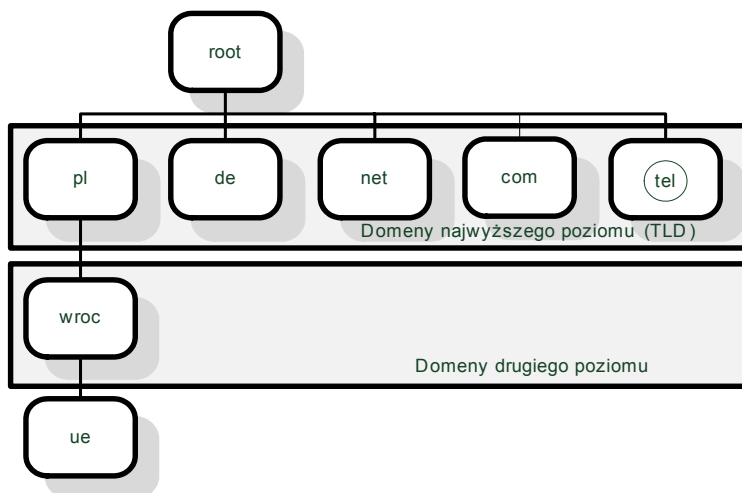 root
pl
de
net
com
tel
Domeny najwyższego poziomu (TLD)
wroc
Domeny drugiego poziomu
ue